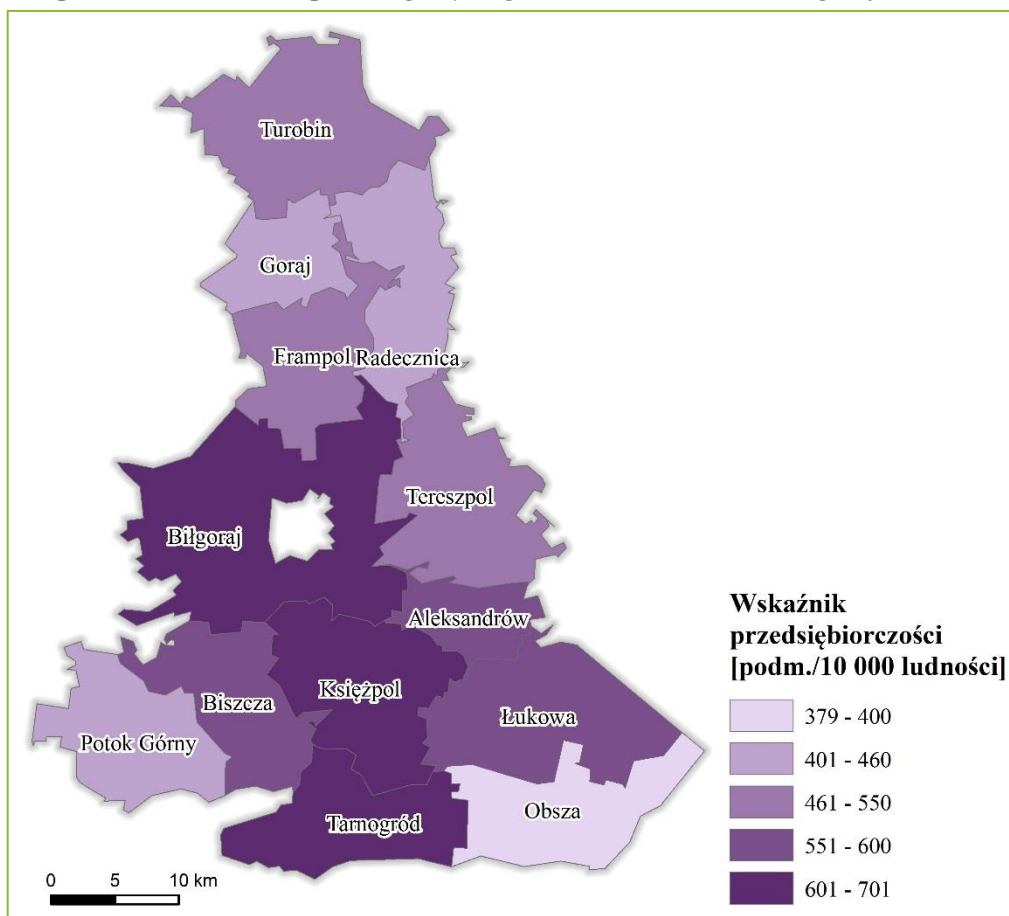 Turobin
Goraj
Frampol
Radecznica
Tereszpol
Biłgoraj
Aleksandrów
Księżpol
Biszcza
Łukowa
Potok Górny
Obsza
Tarnogród
0 5 10 km
Wskaźnik
przedsiębiorczości
[podm./10 000 ludności]
379 - 400
401 - 460
461 - 550
551 - 600
601 - 701